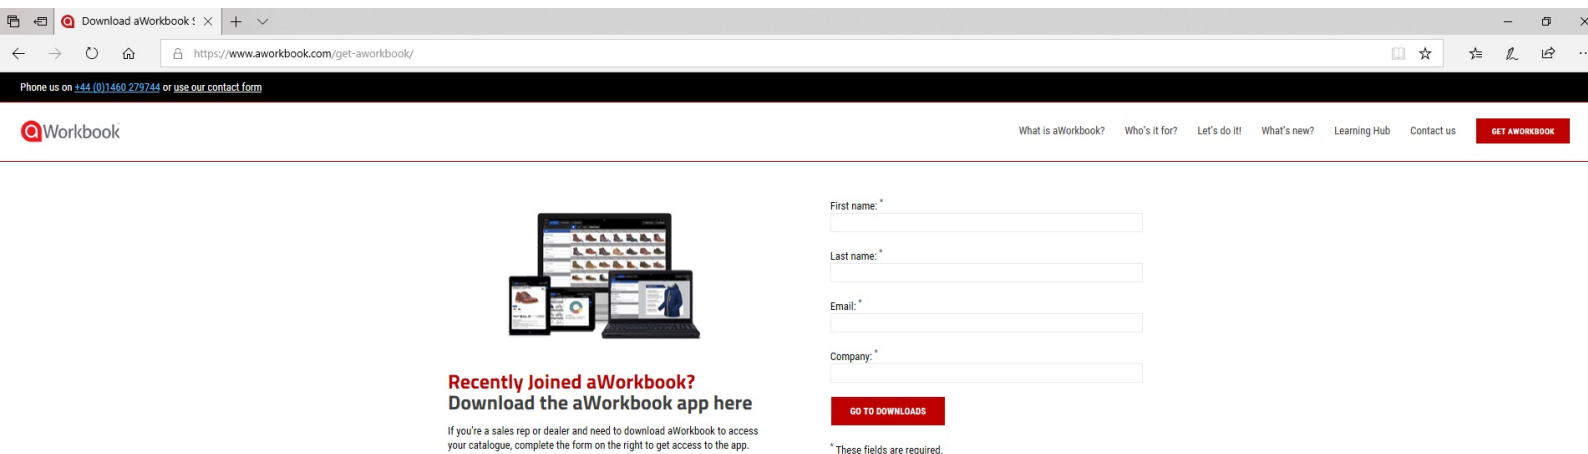 Download aWorkbook S
https://www.aworkbook.com/get-aworkbook/
Phone us on +44 (0)1460 279744 or use our contact form
aWorkbook
What is aWorkbook? Who's it for? Let's do it! What's new? Learning Hub Contact us GET AWORKBOOK
First name: *
Last name: *
Email: *
Company: *
GO TO DOWNLOADS
* These fields are required.
Recently Joined aWorkbook?
Download the aWorkbook app here
If you're a sales rep or dealer and need to download aWorkbook to access
your catalogue, complete the form on the right to get access to the app.